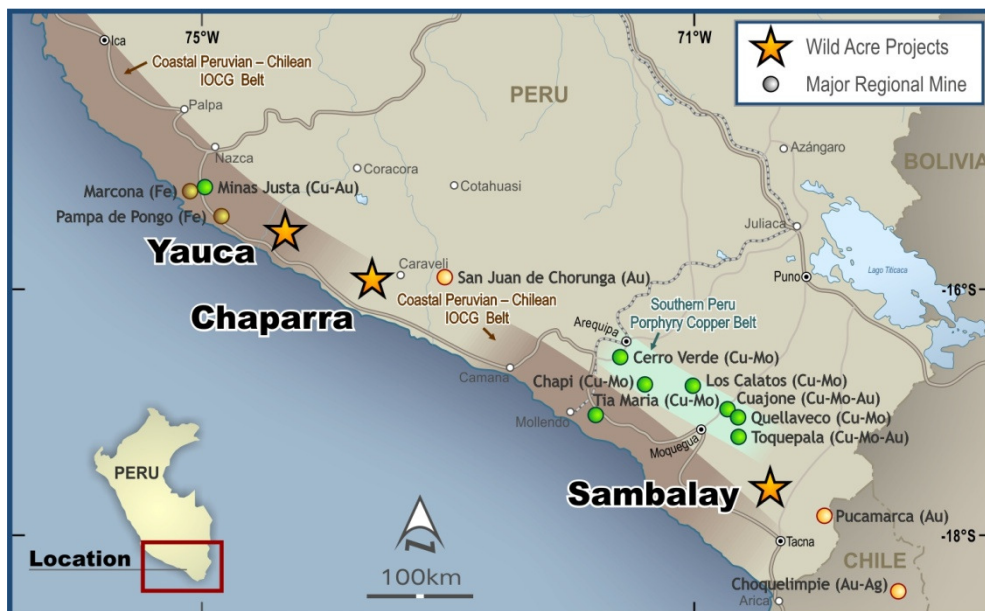 75°W
71°W
Ica
Coastal Peruvian – Chilean
IOCG Belt
Wild Acre Projects
Major Regional Mine
Palpa
PERU
Nazca
Azángaro
BOLIVIA
Coracora
Cotahuasi
Marcona (Fe)
Minas Justa (Cu-Au)
Pampa de Pongo (Fe)
Juliaca
Yauca
Caraveli
San Juan de Chorunga (Au)
Puno
Lago Titicaca
-16°S
Chaparra
Coastal Peruvian – Chilean
IOCG Belt
Southern Peru
Porphyry Copper Belt
Arequipa
Cerro Verde (Cu-Mo)
Camana
Chapi (Cu-Mo)
Los Calatos (Cu-Mo)
Tia Maria (Cu-Mo)
Cuajone (Cu-Mo-Au)
Mollendo
Quellaveco (Cu-Mo)
Moquegua
Toquepala (Cu-Mo-Au)
PERU
Sambalay
Pucamarca (Au)
-18°S
Tacna
Location
N
100km
CHILE
Choquelimpie (Au-Ag)
Arica